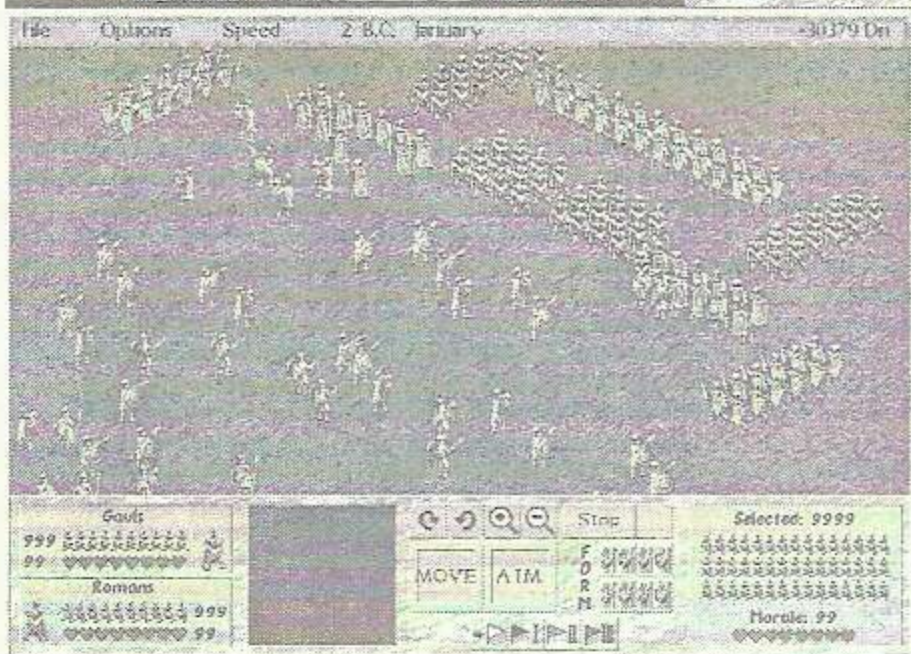 File Options Speed 2 B.C. January -30379 Dn
Gauls
999
99
Romans
999
99
Stop
MOVE AIM
FORM
Selected: 9999
Morale: 99